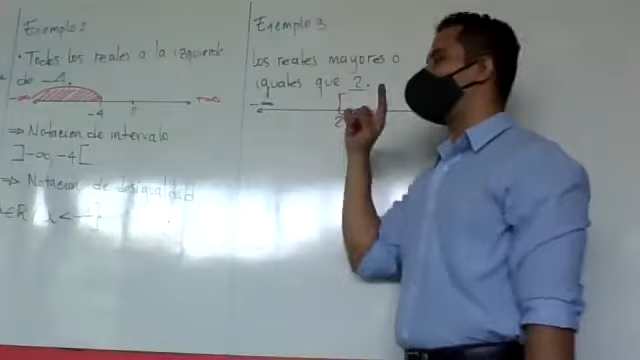 Ejemplo 2
• Todos los reales a la izquierda
de -4.
-∞ +∞
-4 0
⇒ Notación de intervalo
]-∞,-4[
⇒ Notación de desigualdad
∈R x < -4
Ejemplo 3
Los reales mayores o
iguales que 2.
2